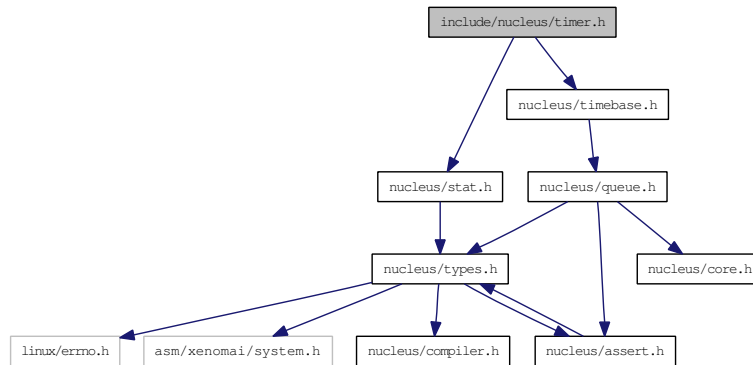 include/nucleus/timer.h
nucleus/timebase.h
nucleus/stat.h
nucleus/queue.h
nucleus/types.h
nucleus/core.h
linux/errno.h
asm/xenomai/system.h
nucleus/compiler.h
nucleus/assert.h